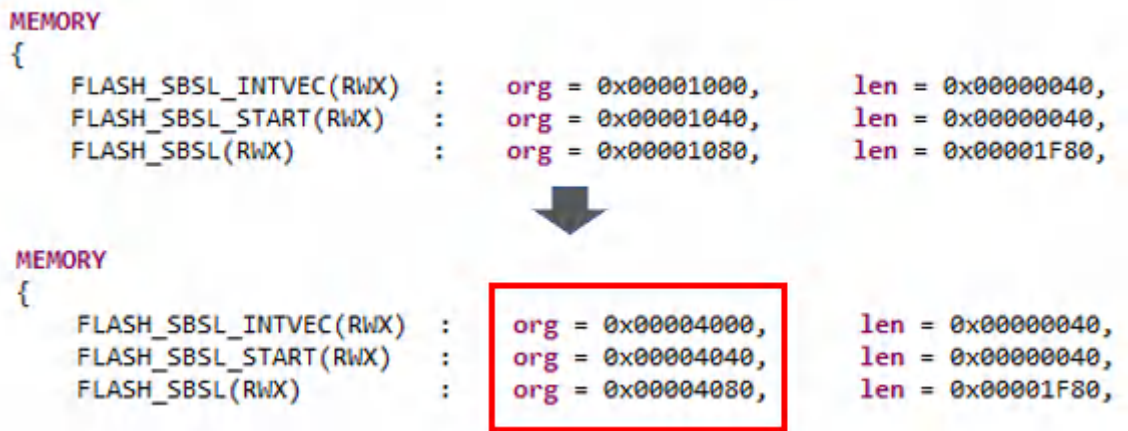 MEMORY
{
FLASH_SBSL_INTVEC(RWX) : org = 0x00001000, len = 0x00000040,
FLASH_SBSL_START(RWX) : org = 0x00001040, len = 0x00000040,
FLASH_SBSL(RWX) : org = 0x00001080, len = 0x00001F80,
MEMORY
{
FLASH_SBSL_INTVEC(RWX) : org = 0x00004000, len = 0x00000040,
FLASH_SBSL_START(RWX) : org = 0x00004040, len = 0x00000040,
FLASH_SBSL(RWX) : org = 0x00004080, len = 0x00001F80,